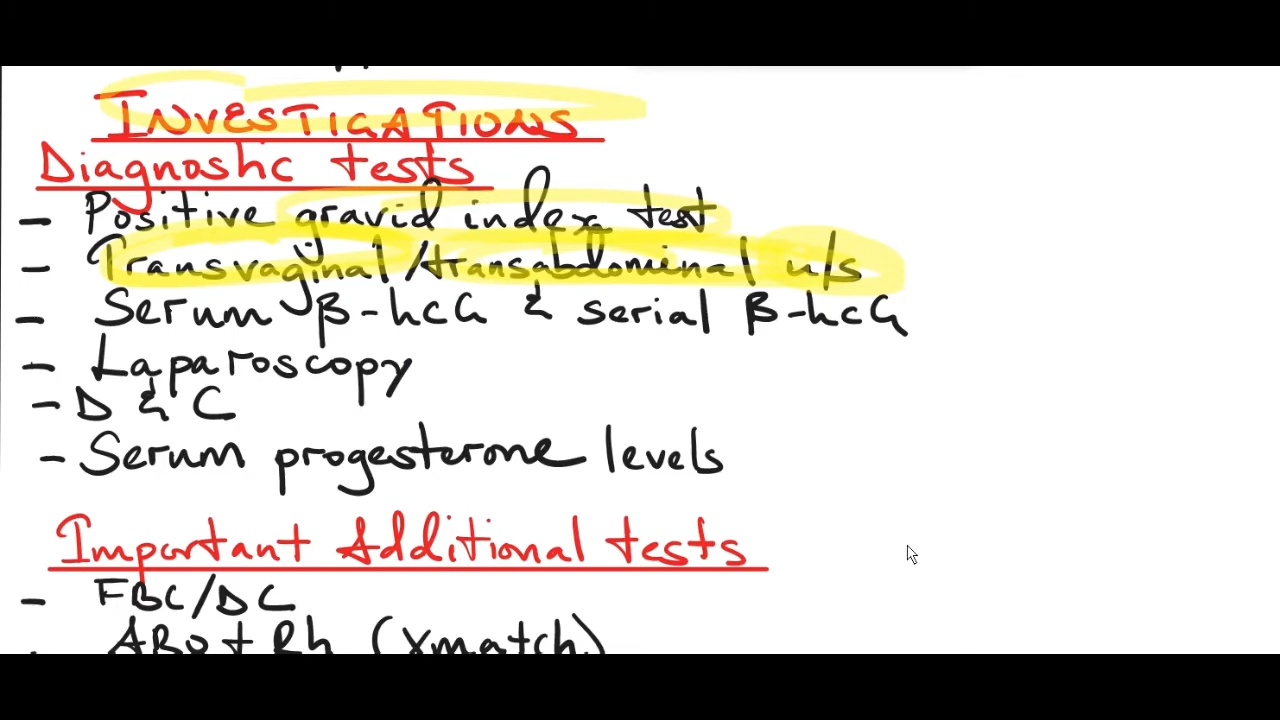 INVESTIGATIONS
Diagnostic tests
- Positive gravid index test
- Transvaginal/transabdominal u/s
- Serum β-hCG & serial β-hCG
- Laparoscopy
- D & C
- Serum progesterone levels
Important Additional tests
- FBC/DC
- ABO + Rh (Xmatch)